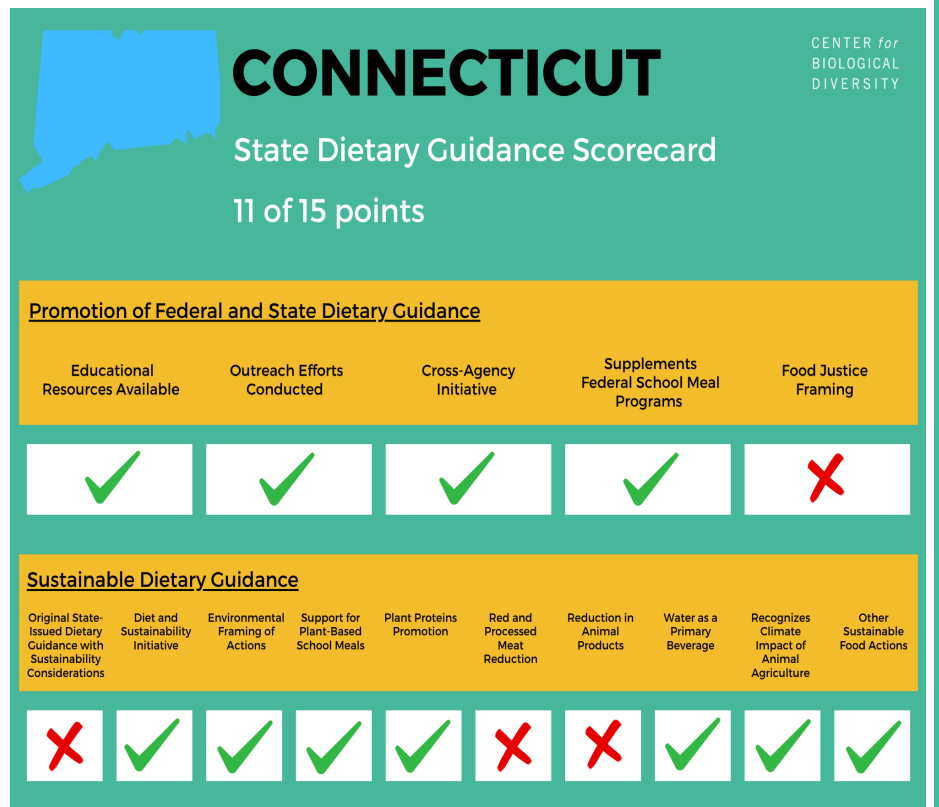 CONNECTICUT
CENTER for
BIOLOGICAL
DIVERSITY
State Dietary Guidance Scorecard
11 of 15 points
Promotion of Federal and State Dietary Guidance
Educational
Resources Available
Outreach Efforts
Conducted
Cross-Agency
Initiative
Supplements
Federal School Meal
Programs
Food Justice
Framing
Sustainable Dietary Guidance
Original State-
Issued Dietary
Guidance with
Sustainability
Considerations
Diet and
Sustainability
Initiative
Environmental
Framing of
Actions
Support for
Plant-Based
School Meals
Plant Proteins
Promotion
Red and
Processed
Meat
Reduction
Reduction in
Animal
Products
Water as a
Primary
Beverage
Recognizes
Climate
Impact of
Animal
Agriculture
Other
Sustainable
Food Actions